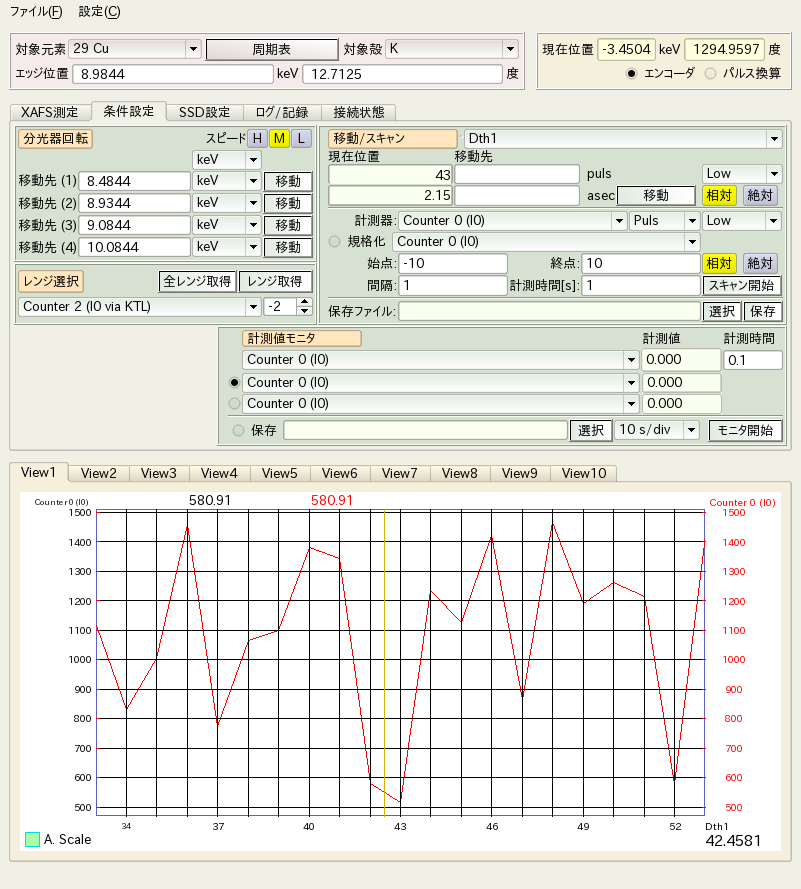 ファイル(F) 設定(C)
対象元素 29 Cu 周期表 対象殻 K
エッジ位置 8.9844 keV 12.7125 度
現在位置 -3.4504 keV 1294.9597 度
エンコーダ パルス換算
XAFS測定 条件設定 SSD設定 ログ/記録 接続状態
分光器回転 スピード H M L
keV
移動先 (1) 8.4844 keV 移動
移動先 (2) 8.9344 keV 移動
移動先 (3) 9.0844 keV 移動
移動先 (4) 10.0844 keV 移動
レンジ選択 全レンジ取得 レンジ取得
Counter 2 (I0 via KTL) -2
移動/スキャン Dth1
現在位置 移動先
43 puls Low
2.15 asec 移動 相対 絶対
計測器: Counter 0 (I0) Puls Low
規格化 Counter 0 (I0)
始点: -10 終点: 10 相対 絶対
間隔: 1 計測時間[s]: 1 スキャン開始
保存ファイル: 選択 保存
計測値モニタ 計測値 計測時間
Counter 0 (I0) 0.000 0.1
Counter 0 (I0) 0.000
Counter 0 (I0) 0.000
保存 選択 10 s/div モニタ開始
View1 View2 View3 View4 View5 View6 View7 View8 View9 View10
Counter 0 (I0) 580.91 580.91 Counter 0 (I0)
1500 1500
1400 1400
1300 1300
1200 1200
1100 1100
1000 1000
900 900
800 800
700 700
600 600
500 500
34 37 40 43 46 49 52 Dth1
A. Scale 42.4581